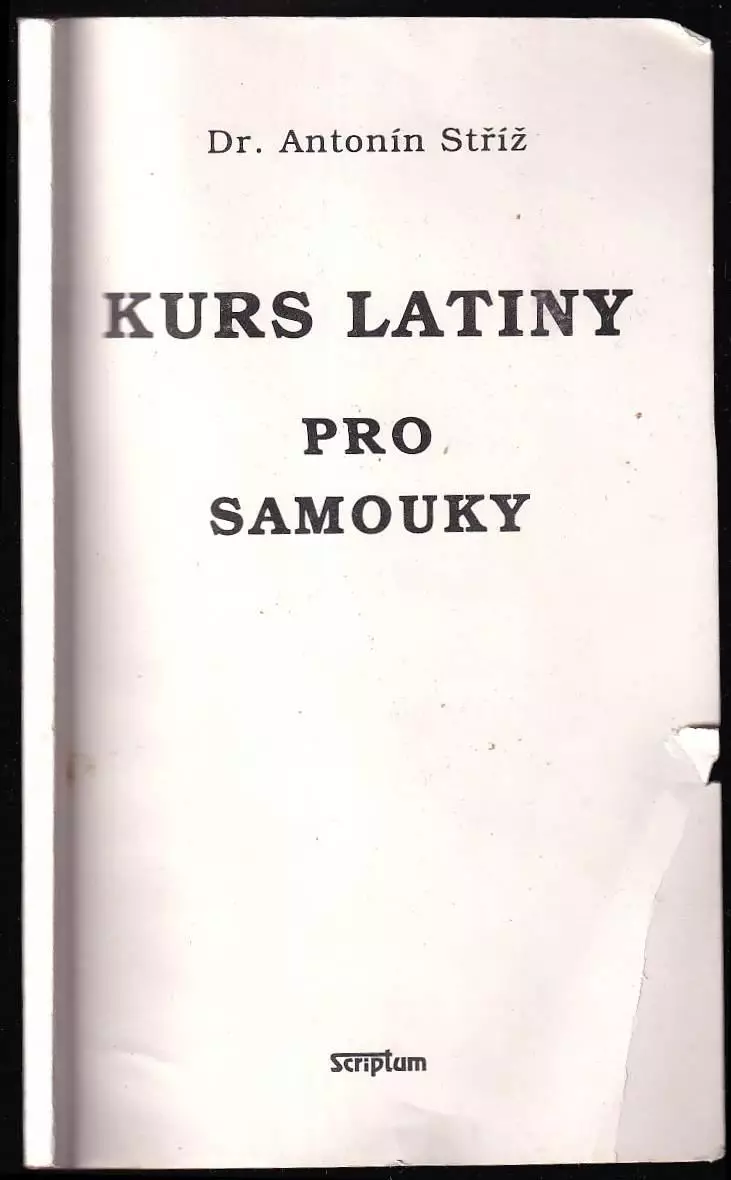 Dr. Antonín Stříž
KURS LATINY
PRO
SAMOUKY
Scriptum